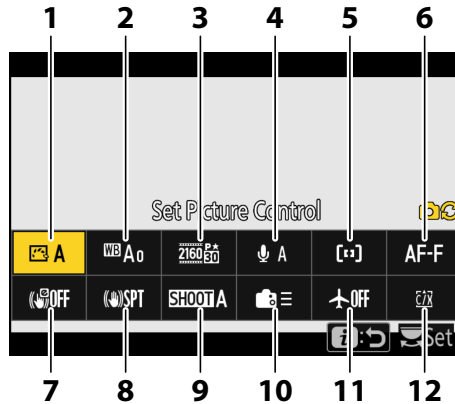 1 2 3 4 5 6
Set Picture Control
A WB A0 2160 P★ 30 A AF-F
OFF SPT SHOOT A OFF C/X
i : Set
7 8 9 10 11 12